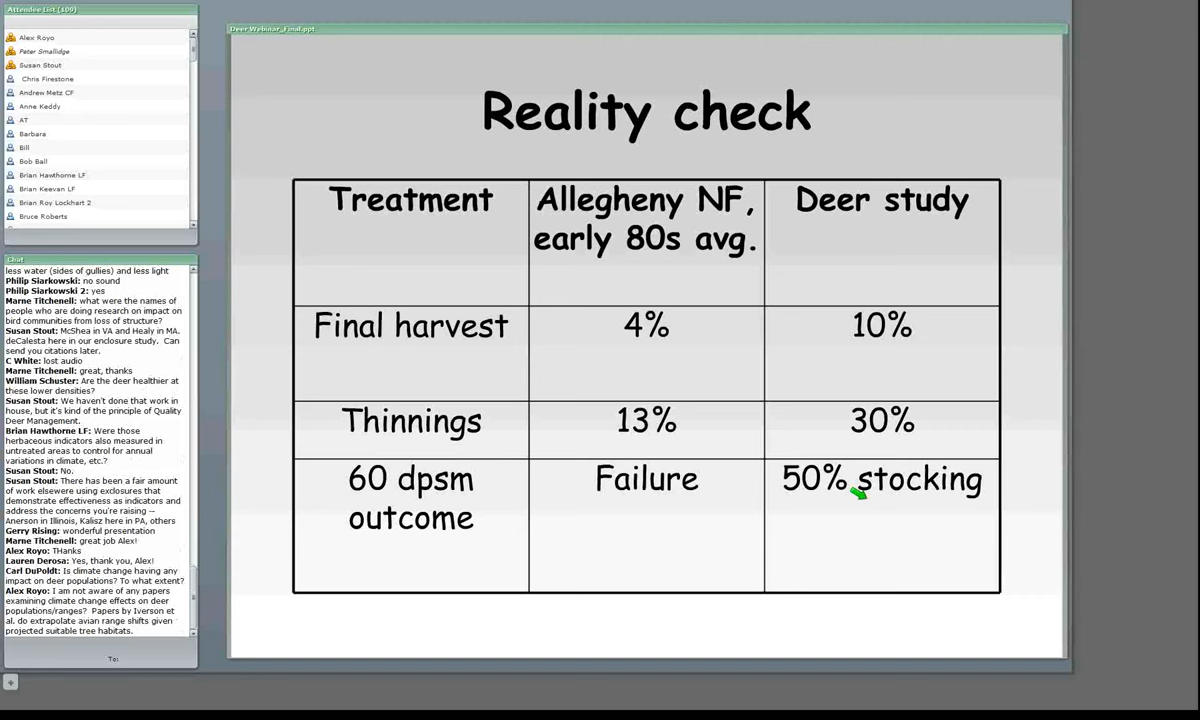 Attendee List (109)
Alex Royo
Peter Smallidge
Susan Stout
Chris Firestone
Andrew Metz CF
Anne Keddy
AT
Barbara
Bill
Bob Ball
Brian Hawthorne LF
Brian Keevan LF
Brian Roy Lockhart 2
Bruce Roberts
Chat
less water (sides of gullies) and less light
Philip Siarkowski: no sound
Philip Siarkowski 2: yes
Marne Titchenell: what were the names of
people who are doing research on impact on
bird communities from loss of structure?
Susan Stout: McShea in VA and Healy in MA.
deCalesta here in our enclosure study. Can
send you citations later.
C White: lost audio
Marne Titchenell: great, thanks
William Schuster: Are the deer healthier at
these lower densities?
Susan Stout: We haven't done that work in
house, but it's kind of the principle of Quality
Deer Management.
Brian Hawthorne LF: Were those
herbaceous indicators also measured in
untreated areas to control for annual
variations in climate, etc.?
Susan Stout: No.
Susan Stout: There has been a fair amount
of work elsewere using exclosures that
demonstrate effectiveness as indicators and
address the concerns you're raising --
Anerson in Illinois, Kalisz here in PA, others
Gerry Rising: wonderful presentation
Marne Titchenell: great job Alex!
Alex Royo: THanks
Lauren Derosa: Yes, thank you, Alex!
Carl DuPoldt: Is climate change having any
impact on deer populations? To what extent?
Alex Royo: I am not aware of any papers
examining climate change effects on deer
populations/ranges? Papers by Iverson et
al. do extrapolate avian range shifts given
projected suitable tree habitats.
To:
Deer Webinar_Final.ppt
Reality check
Treatment
Allegheny NF,
early 80s avg.
Deer study
Final harvest
4%
10%
Thinnings
13%
30%
60 dpsm
outcome
Failure
50% stocking